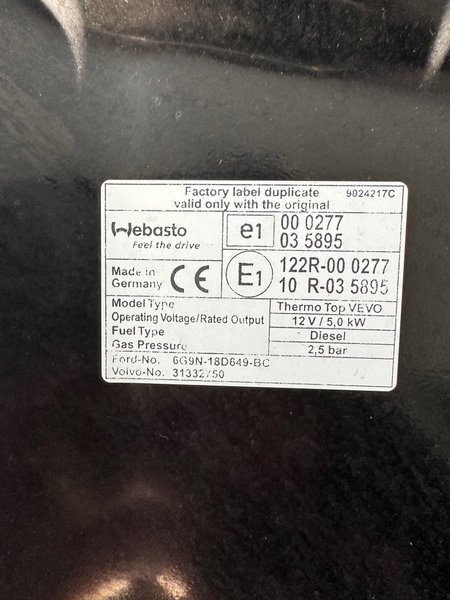 Factory label duplicate 9024217C
valid only with the original
Webasto
Feel the drive
e1 00 0277
03 5895
Made in
Germany
CE
E1 122R-00 0277
10 R-03 5895
Model Type Thermo Top VEVO
Operating Voltage/Rated Output 12 V / 5,0 kW
Fuel Type Diesel
Gas Pressure 2,5 bar
Ford-No. 6G9N-18D649-BC
Volvo-No. 31332750